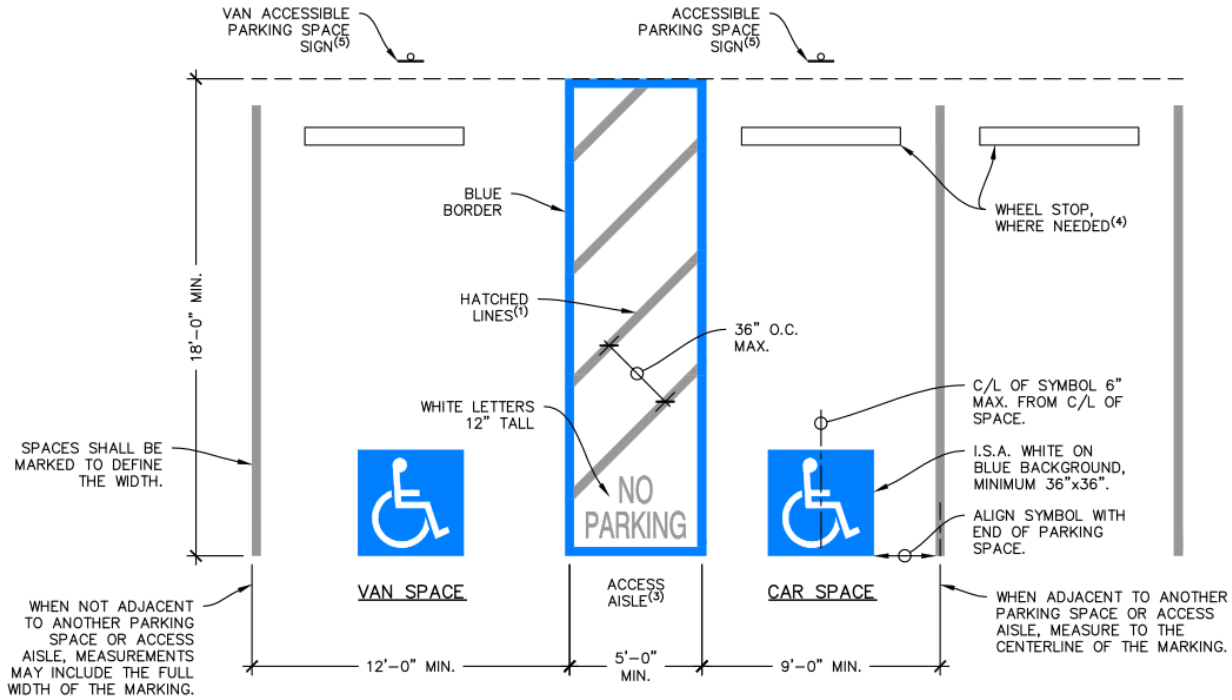 VAN ACCESSIBLE
PARKING SPACE
SIGN(5)
ACCESSIBLE
PARKING SPACE
SIGN(5)
BLUE
BORDER
WHEEL STOP,
WHERE NEEDED(4)
18'-0" MIN.
HATCHED
LINES(1)
36" O.C.
MAX.
WHITE LETTERS
12" TALL
C/L OF SYMBOL 6"
MAX. FROM C/L OF
SPACE.
SPACES SHALL BE
MARKED TO DEFINE
THE WIDTH.
I.S.A. WHITE ON
BLUE BACKGROUND,
MINIMUM 36"x36".
NO
PARKING
ALIGN SYMBOL WITH
END OF PARKING
SPACE.
VAN SPACE
ACCESS
AISLE(3)
CAR SPACE
WHEN NOT ADJACENT
TO ANOTHER PARKING
SPACE OR ACCESS
AISLE, MEASUREMENTS
MAY INCLUDE THE FULL
WIDTH OF THE MARKING.
WHEN ADJACENT TO ANOTHER
PARKING SPACE OR ACCESS
AISLE, MEASURE TO THE
CENTERLINE OF THE MARKING.
12'-0" MIN.
5'-0"
MIN.
9'-0" MIN.